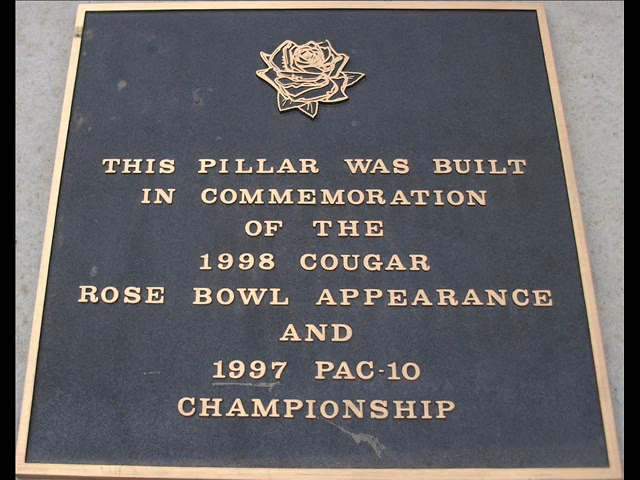 THIS PILLAR WAS BUILT
IN COMMEMORATION
OF THE
1998 COUGAR
ROSE BOWL APPEARANCE
AND
1997 PAC-10
CHAMPIONSHIP